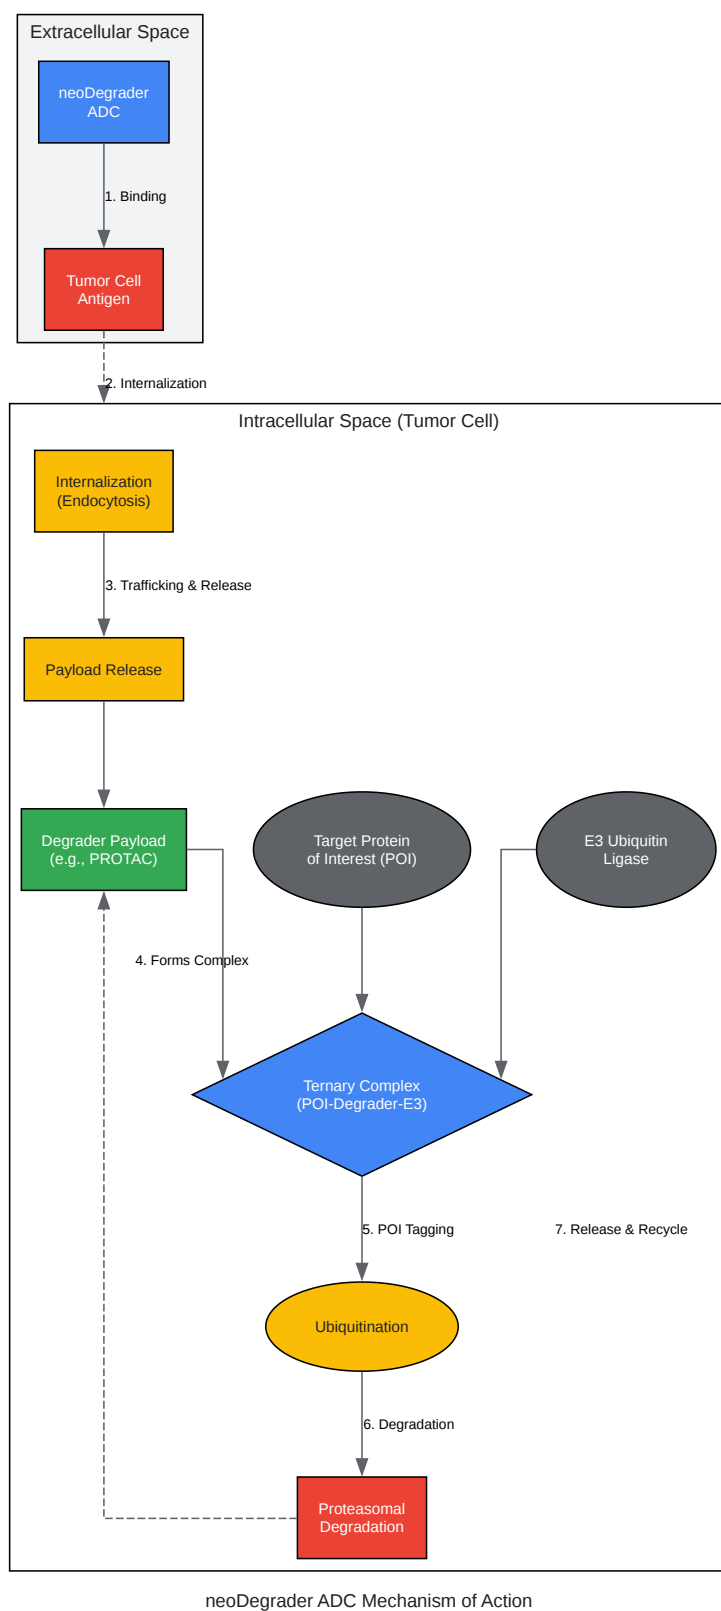 Extracellular Space
neoDegrader
ADC
1. Binding
Tumor Cell
Antigen
2. Internalization
Intracellular Space (Tumor Cell)
Internalization
(Endocytosis)
3. Trafficking & Release
Payload Release
Degrader Payload
(e.g., PROTAC)
Target Protein
of Interest (POI)
E3 Ubiquitin
Ligase
4. Forms Complex
Ternary Complex
(POI-Degrader-E3)
5. POI Tagging
7. Release & Recycle
Ubiquitination
6. Degradation
Proteasomal
Degradation
neoDegrader ADC Mechanism of Action